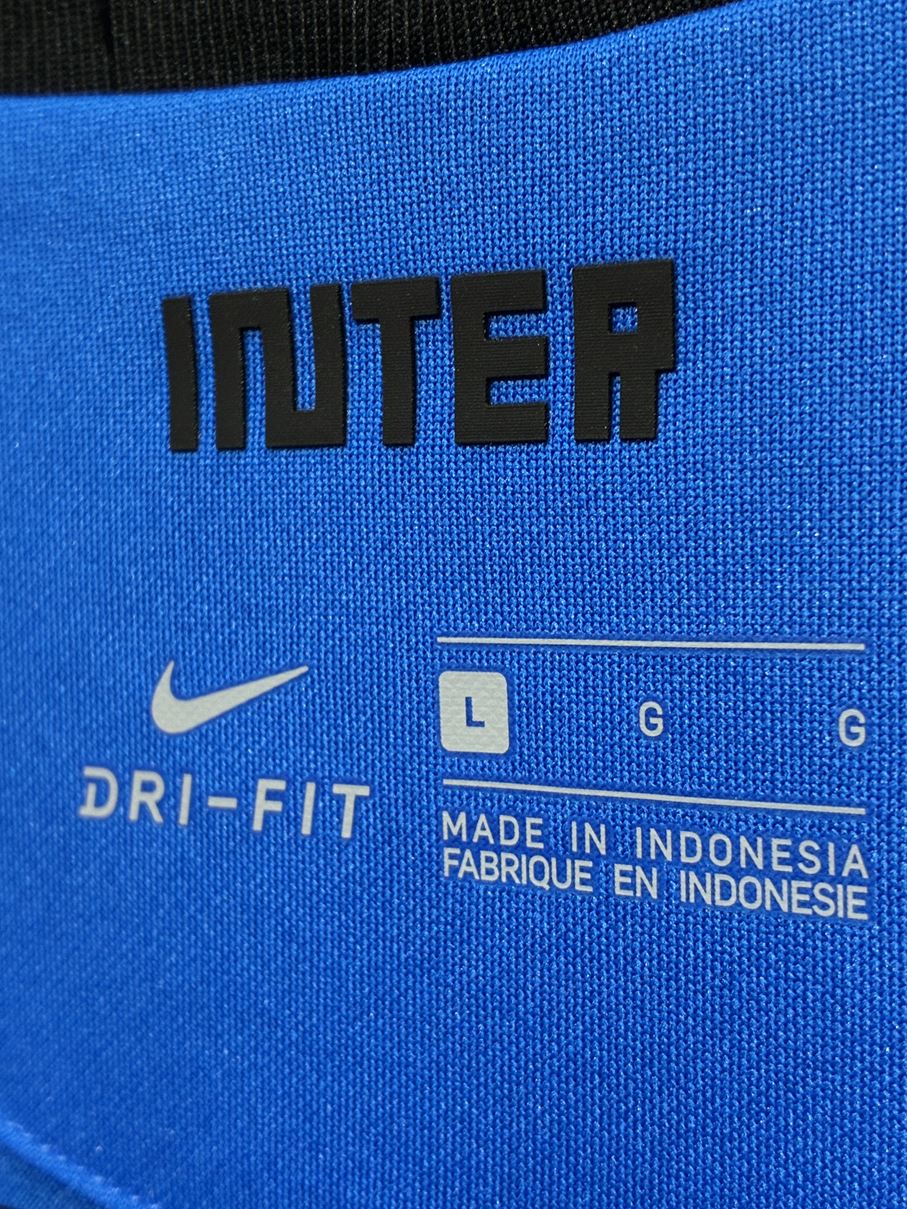 INTER
DRI-FIT
L G G
MADE IN INDONESIA
FABRIQUE EN INDONESIE